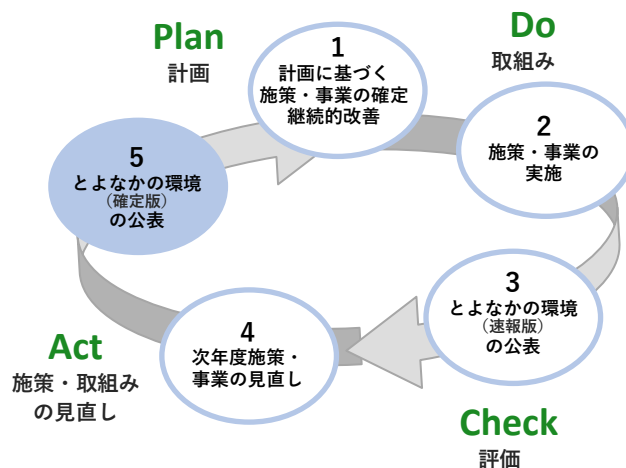 Plan
計画
1
計画に基づく
施策・事業の確定
継続的改善
Do
取組み
2
施策・事業の
実施
3
とよなかの環境
（速報版）
の公表
Check
評価
4
次年度施策・
事業の見直し
Act
施策・取組み
の見直し
5
とよなかの環境
（確定版）
の公表